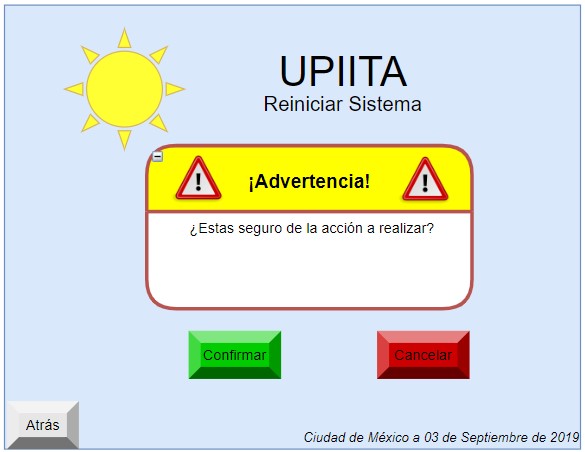 UPIITA
Reiniciar Sistema
! ¡Advertencia! !
¿Estas seguro de la acción a realizar?
Confirmar Cancelar
Atrás
Ciudad de México a 03 de Septiembre de 2019